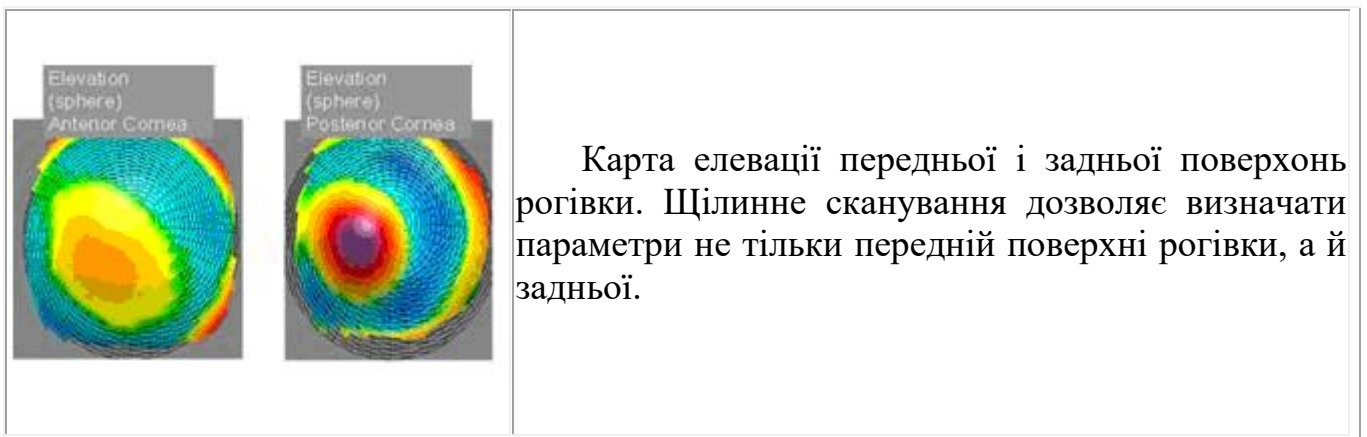 Elevation
(sphere)
Anterior Cornea
Elevation
(sphere)
Posterior Cornea
Карта елевації передньої і задньої поверхонь
рогівки. Щілинне сканування дозволяє визначати
параметри не тільки передній поверхні рогівки, а й
задньої.